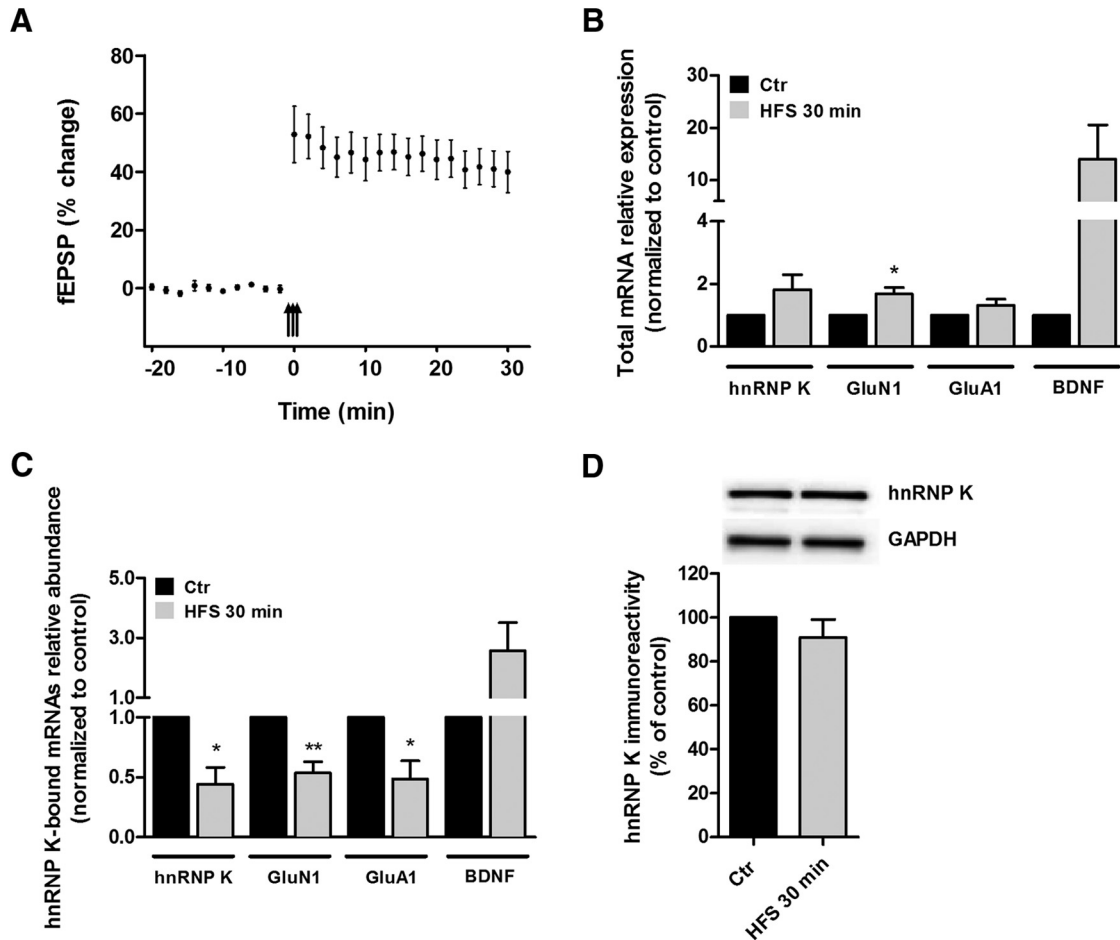 A
fEPSP (% change)
80
60
40
20
0
-20
-10
0
10
20
30
Time (min)
B
Total mRNA relative expression
(normalized to control)
Ctr
HFS 30 min
14
10
6
4
2
0
*
hnRNP K
GluN1
GluA1
BDNF
C
hnRNP K-bound mRNAs relative abundance
(normalized to control)
Ctr
HFS 30 min
5.0
3.0
1.0
1.0
0.5
0.0
*
**
*
hnRNP K
GluN1
GluA1
BDNF
D
hnRNP K
GAPDH
hnRNP K immunoreactivity
(% of control)
120
100
80
60
40
20
0
Ctr
HFS 30 min